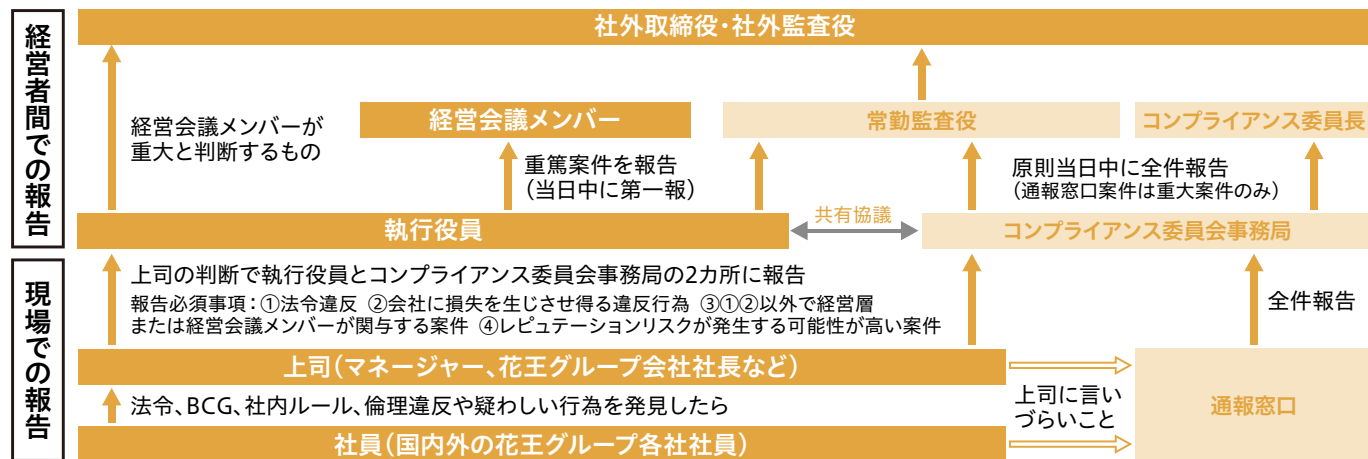 経営者間での報告
社外取締役・社外監査役
経営会議メンバーが
重大と判断するもの
経営会議メンバー
常勤監査役
コンプライアンス委員長
重篤案件を報告
（当日中に第一報）
原則当日中に全件報告
（通報窓口案件は重大案件のみ）
執行役員
共有協議
コンプライアンス委員会事務局
現場での報告
上司の判断で執行役員とコンプライアンス委員会事務局の2カ所に報告
報告必須事項：①法令違反 ②会社に損失を生じさせ得る違反行為 ③①②以外で経営層
または経営会議メンバーが関与する案件 ④レピュテーションリスクが発生する可能性が高い案件
全件報告
上司（マネージャー、花王グループ会社社長など）
法令、BCG、社内ルール、倫理違反や疑わしい行為を発見したら
上司に言い
づらいこと
通報窓口
社員（国内外の花王グループ各社社員）